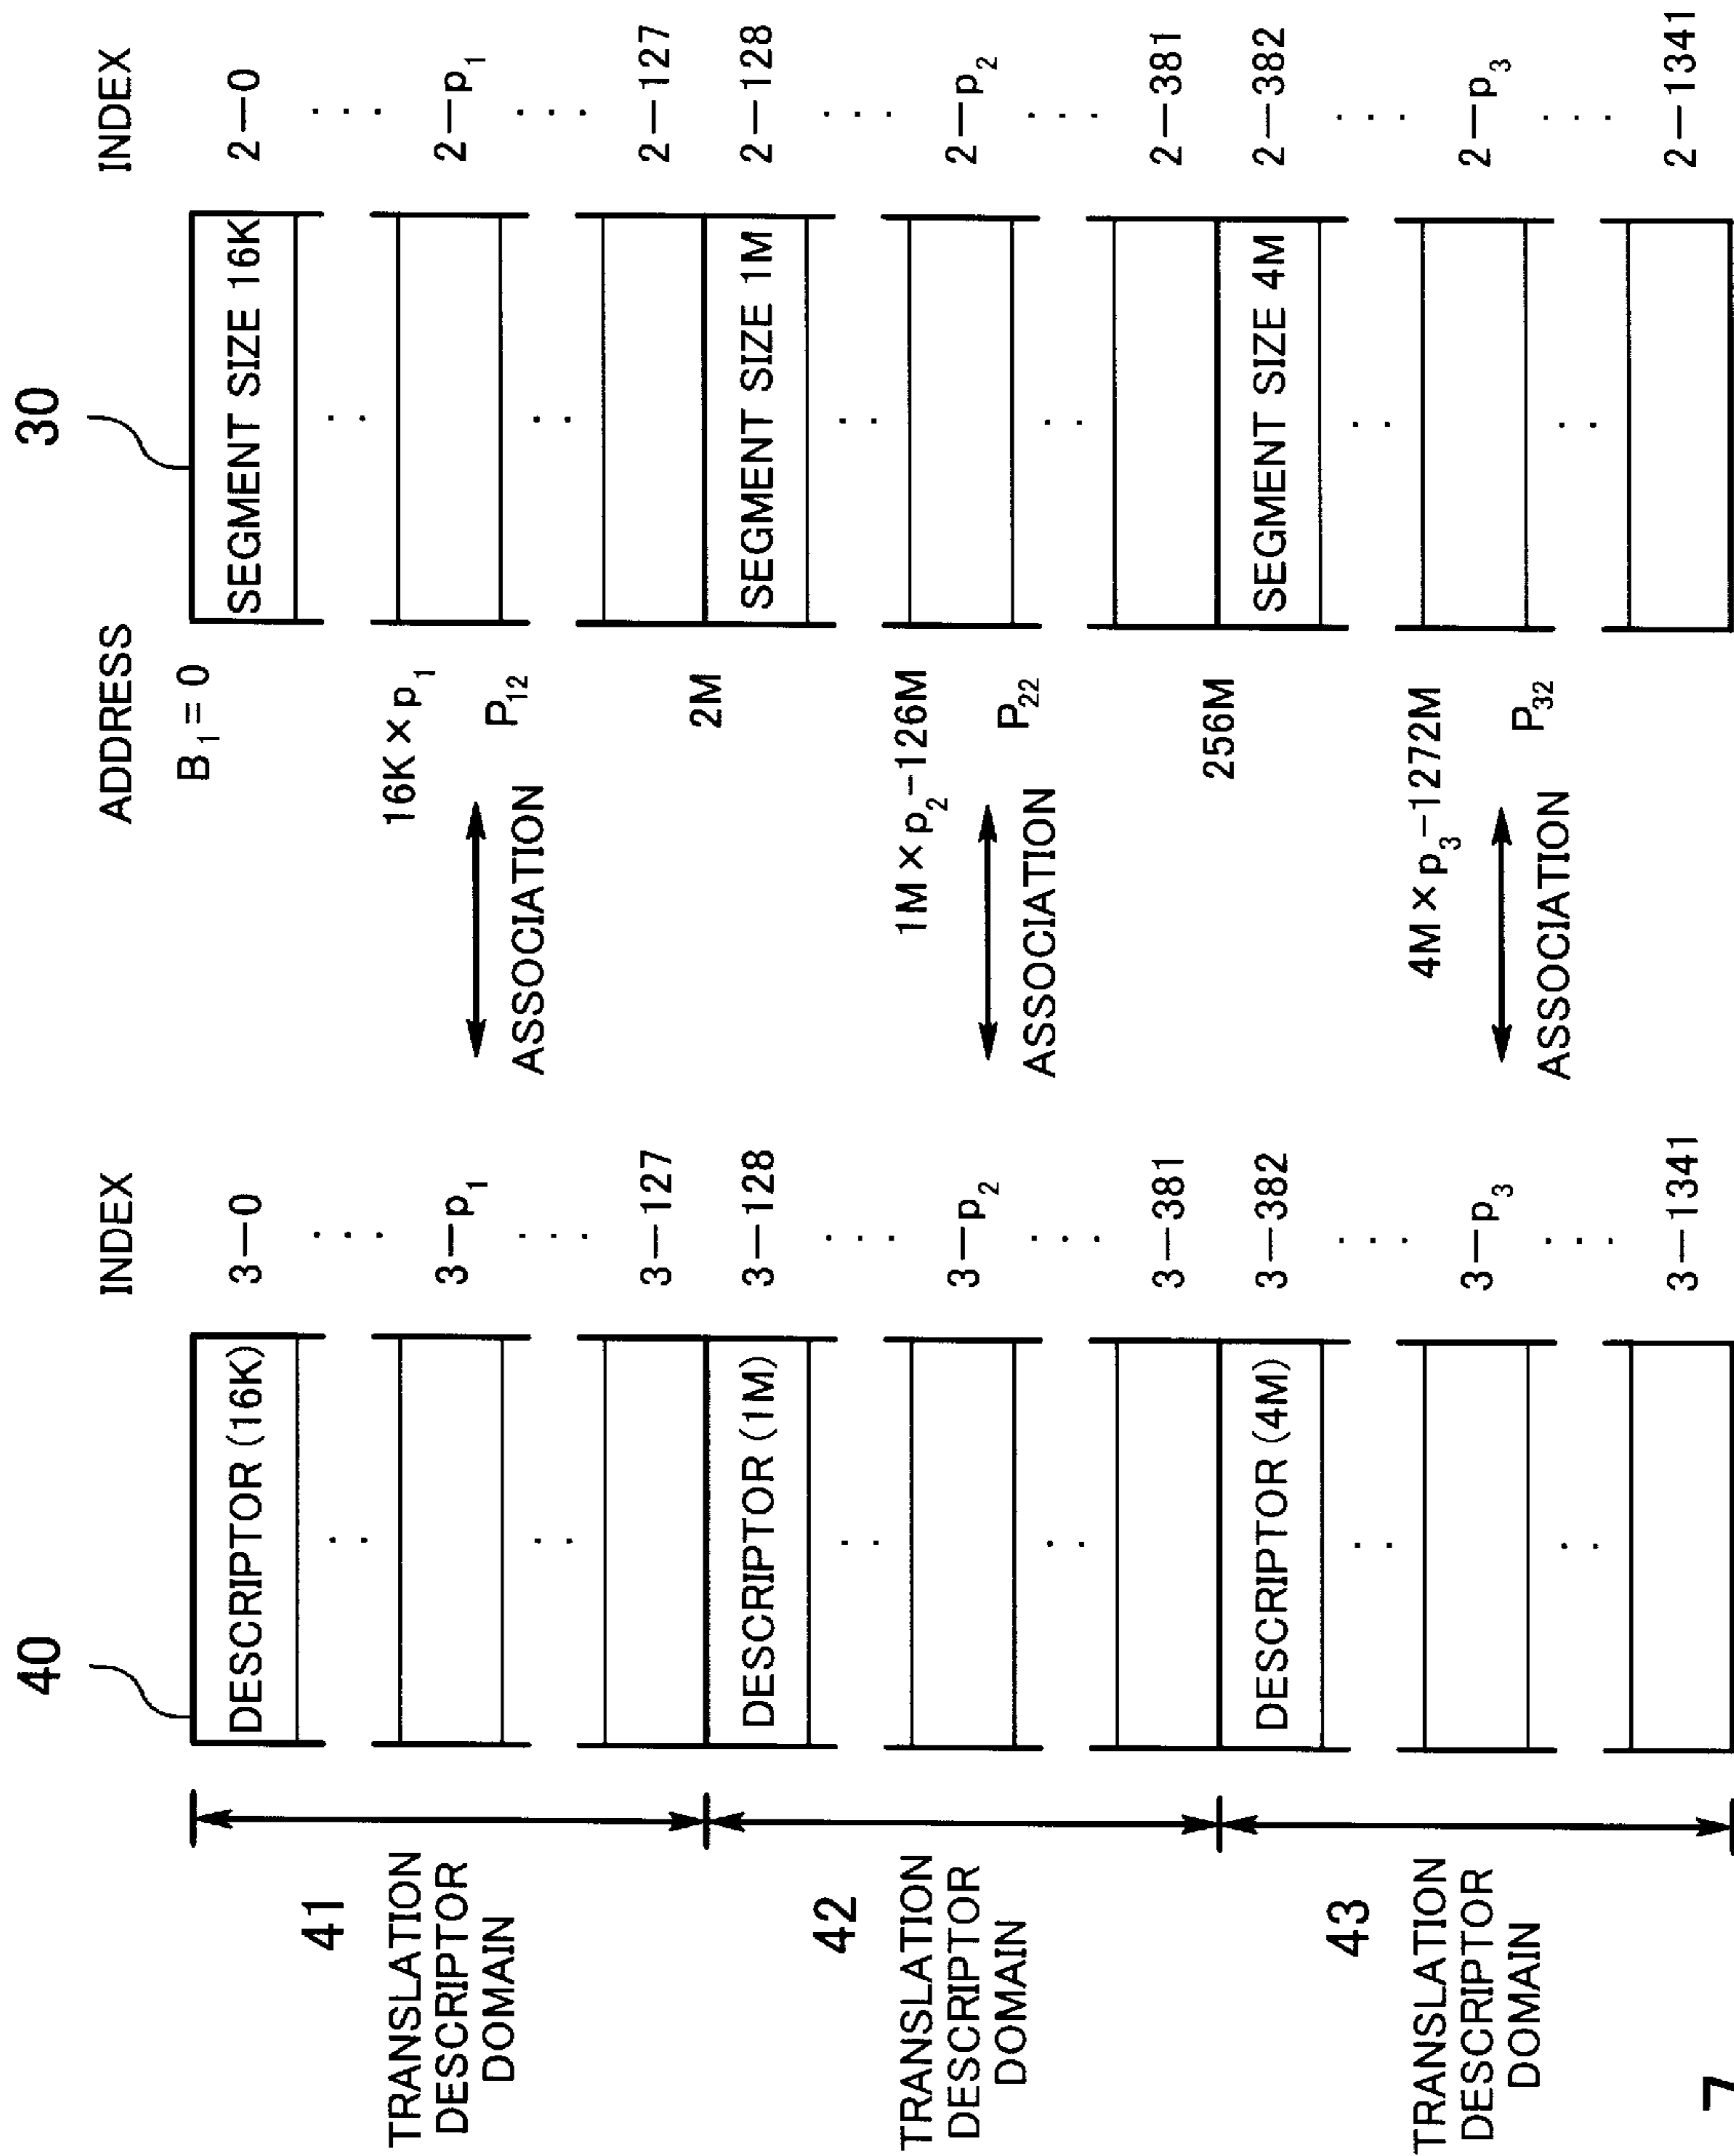 40
INDEX
30
ADDRESS
INDEX
41
TRANSLATION
DESCRIPTOR
DOMAIN
DESCRIPTOR (16K)
3—0
3—p₁
3—127
ASSOCIATION
B₁ = 0
16K × p₁
P₁₂
SEGMENT SIZE 16K
2—0
2—p₁
2—127
42
TRANSLATION
DESCRIPTOR
DOMAIN
DESCRIPTOR (1M)
3—128
3—p₂
3—381
ASSOCIATION
2M
1M × p₂−126M
P₂₂
SEGMENT SIZE 1M
2—128
2—p₂
2—381
43
TRANSLATION
DESCRIPTOR
DOMAIN
DESCRIPTOR (4M)
3—382
3—p₃
3—1341
ASSOCIATION
256M
4M × p₃−1272M
P₃₂
SEGMENT SIZE 4M
2—382
2—p₃
2—1341
7